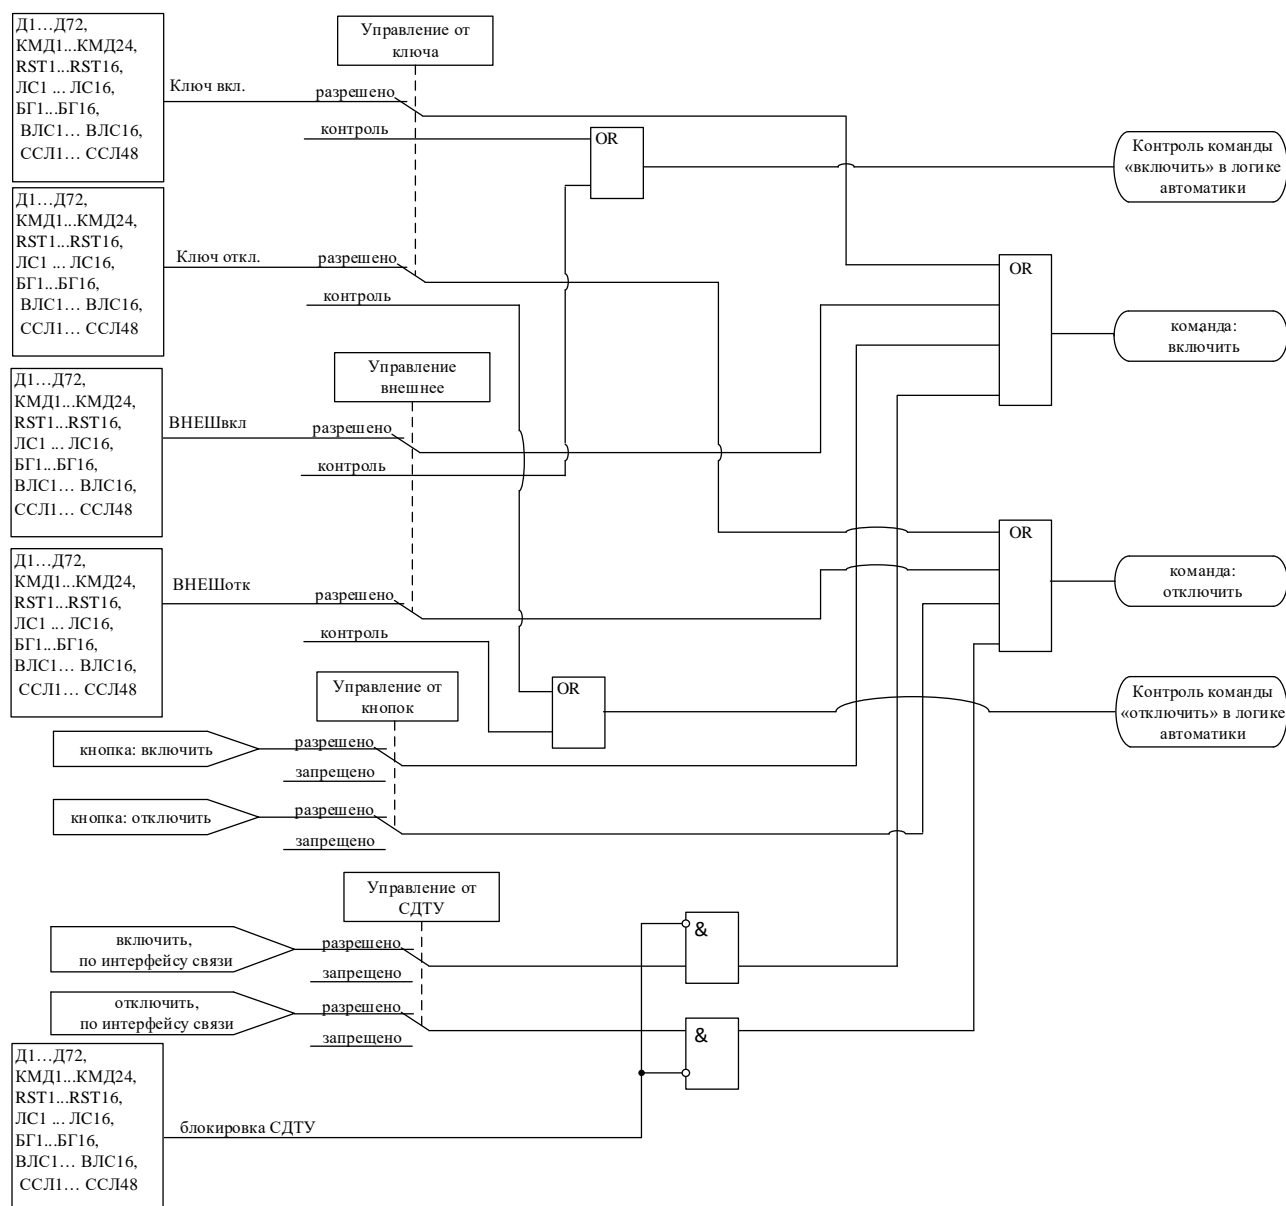 Д1…Д72,
КМД1...КМД24,
RST1...RST16,
ЛС1 ... ЛС16,
БГ1...БГ16,
ВЛС1… ВЛС16,
ССЛ1… ССЛ48
Ключ вкл.
Управление от
ключа
разрешено
контроль
OR
Контроль команды
«включить» в логике
автоматики
Д1…Д72,
КМД1...КМД24,
RST1...RST16,
ЛС1 ... ЛС16,
БГ1...БГ16,
ВЛС1… ВЛС16,
ССЛ1… ССЛ48
Ключ откл.
разрешено
контроль
OR
команда:
включить
Д1…Д72,
КМД1...КМД24,
RST1...RST16,
ЛС1 ... ЛС16,
БГ1...БГ16,
ВЛС1… ВЛС16,
ССЛ1… ССЛ48
ВНЕШвкл
Управление
внешнее
разрешено
контроль
OR
команда:
отключить
Д1…Д72,
КМД1...КМД24,
RST1...RST16,
ЛС1 ... ЛС16,
БГ1...БГ16,
ВЛС1… ВЛС16,
ССЛ1… ССЛ48
ВНЕШотк
разрешено
контроль
OR
Контроль команды
«отключить» в логике
автоматики
Управление от
кнопок
кнопка: включить
разрешено
запрещено
кнопка: отключить
разрешено
запрещено
Управление от
СДТУ
включить,
по интерфейсу связи
разрешено
запрещено
&
отключить,
по интерфейсу связи
разрешено
запрещено
&
Д1…Д72,
КМД1...КМД24,
RST1...RST16,
ЛС1 ... ЛС16,
БГ1...БГ16,
ВЛС1… ВЛС16,
ССЛ1… ССЛ48
блокировка СДТУ